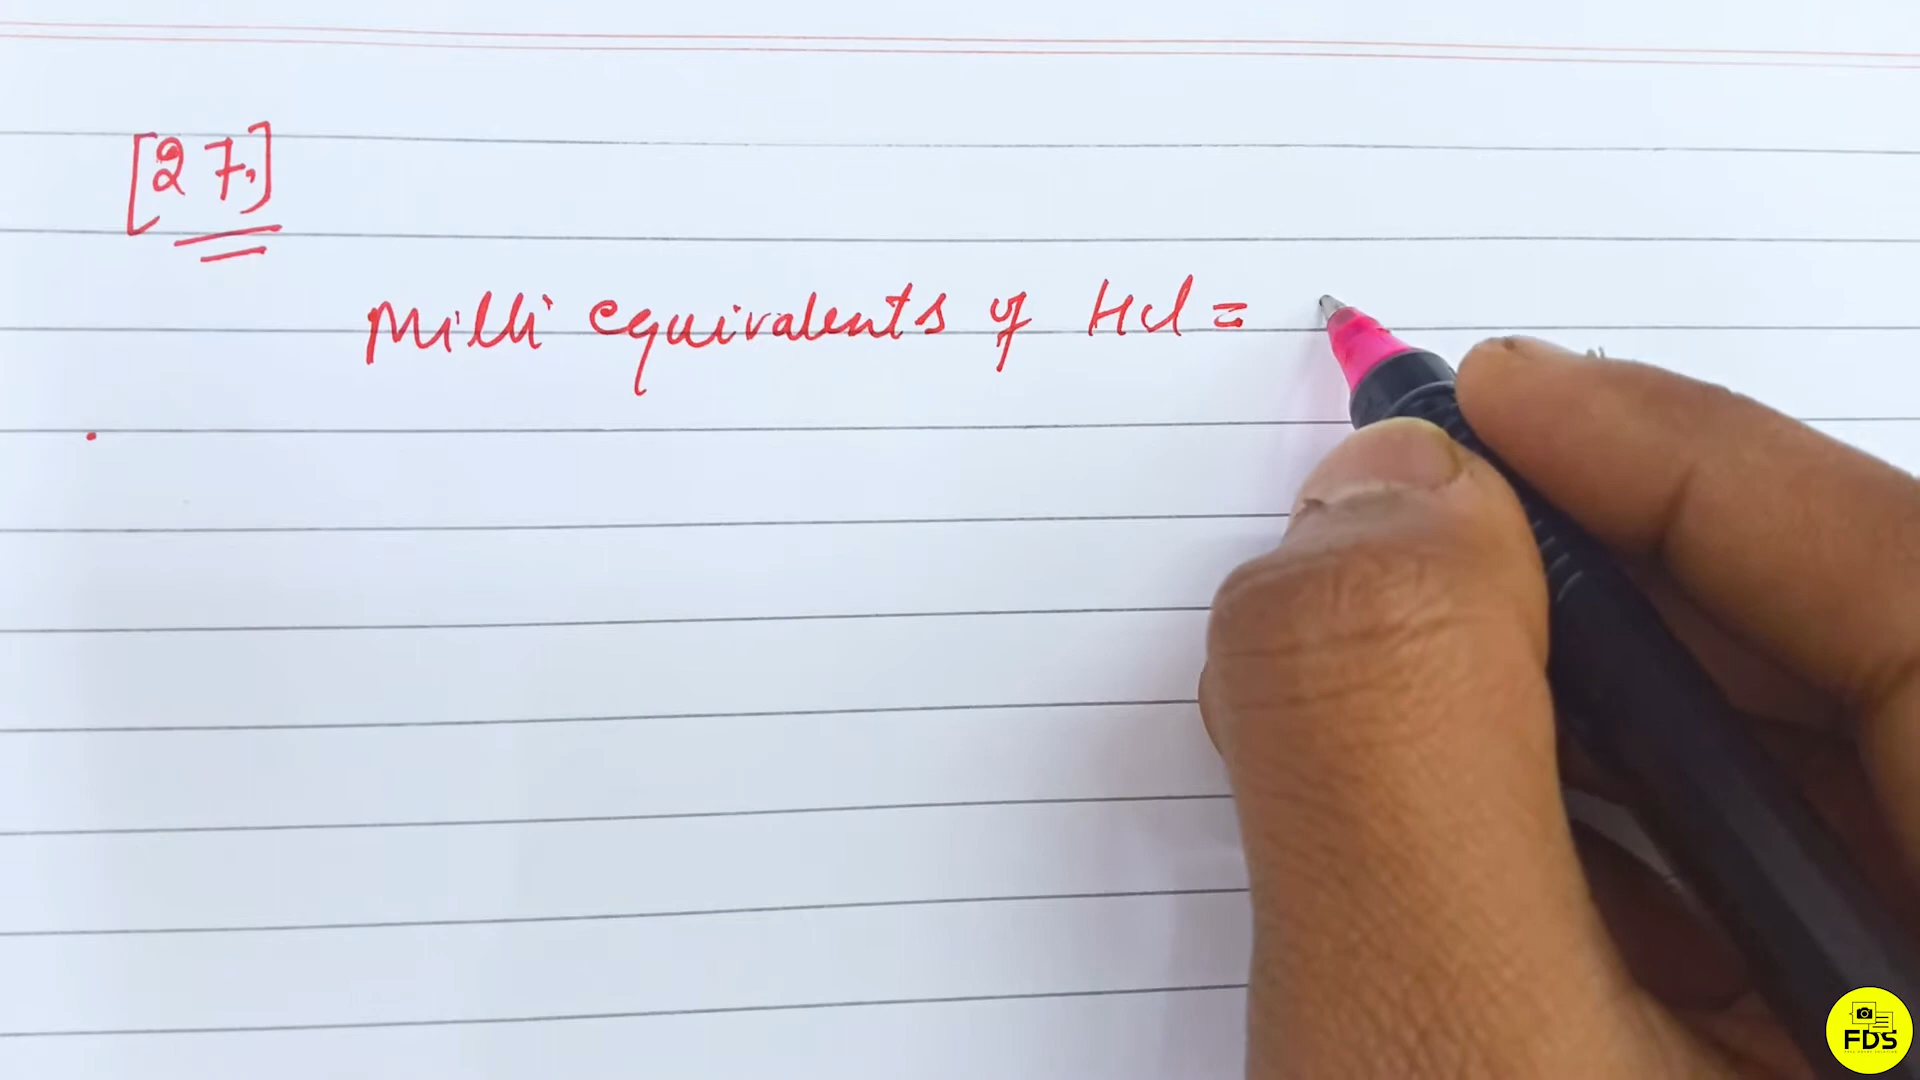 [27.]
Milli equivalents of HCl =
FDS